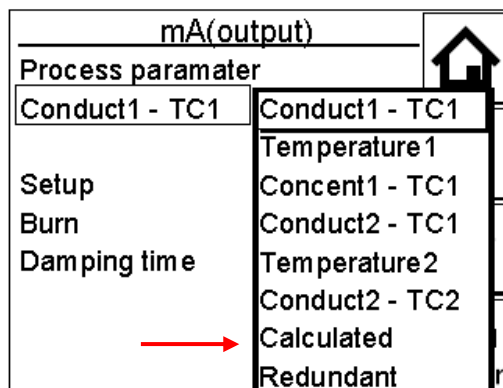 mA(output)
Process paramater
Conduct1 - TC1
Conduct1 - TC1
Temperature1
Setup
Concent1 - TC1
Burn
Conduct2 - TC1
Damping time
Temperature2
Conduct2 - TC2
Calculated
Redundant